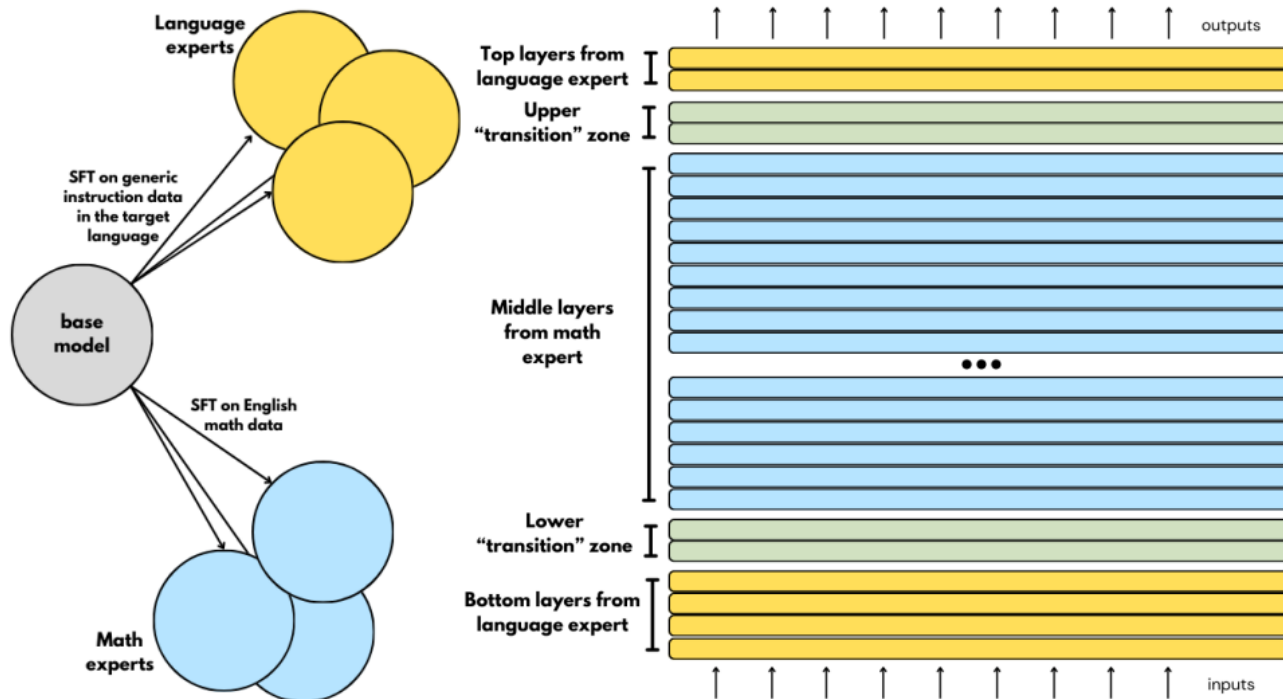 Language
experts
SFT on generic
instruction data
in the target
language
base
model
SFT on English
math data
Math
experts
outputs
Top layers from
language expert
Upper
“transition” zone
Middle layers
from math
expert
Lower
“transition” zone
Bottom layers from
language expert
inputs